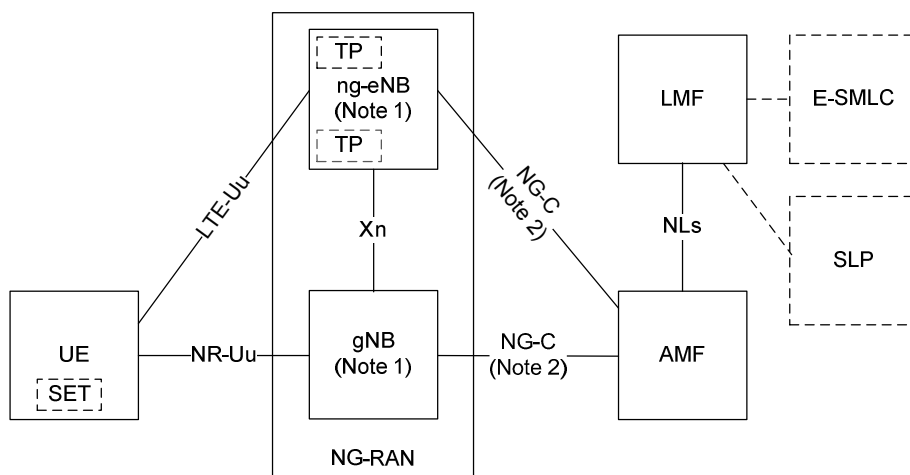 TP
ng-eNB
(Note 1)
TP
LMF
E-SMLC
LTE-Uu
NG-C
(Note 2)
Xn
NLs
SLP
UE
SET
NR-Uu
gNB
(Note 1)
NG-C
(Note 2)
AMF
NG-RAN